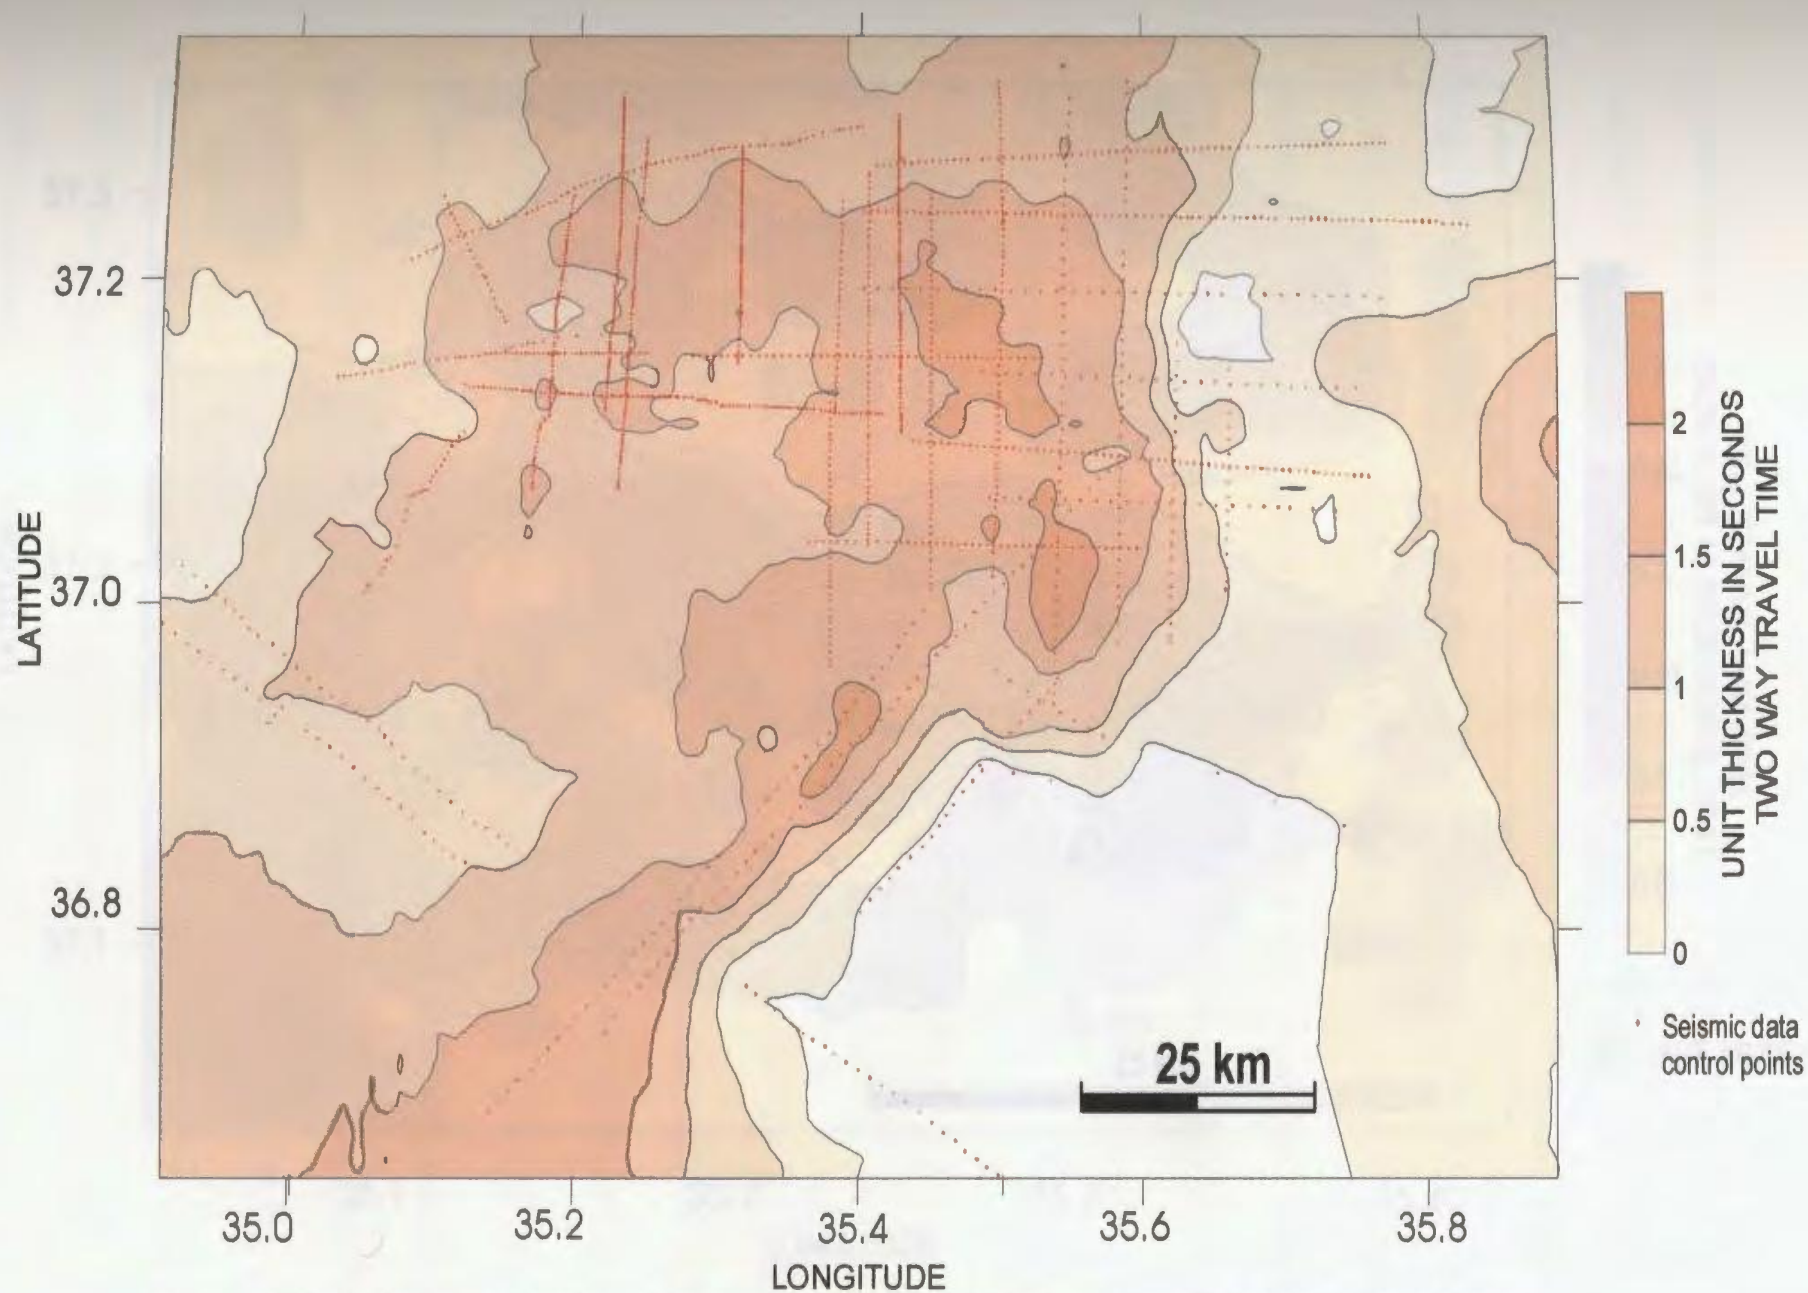 37.2
37.0
36.8
LATITUDE
35.0
35.2
35.4
35.6
35.8
LONGITUDE
25 km
2
1.5
1
0.5
0
UNIT THICKNESS IN SECONDS
TWO WAY TRAVEL TIME
Seismic data
control points